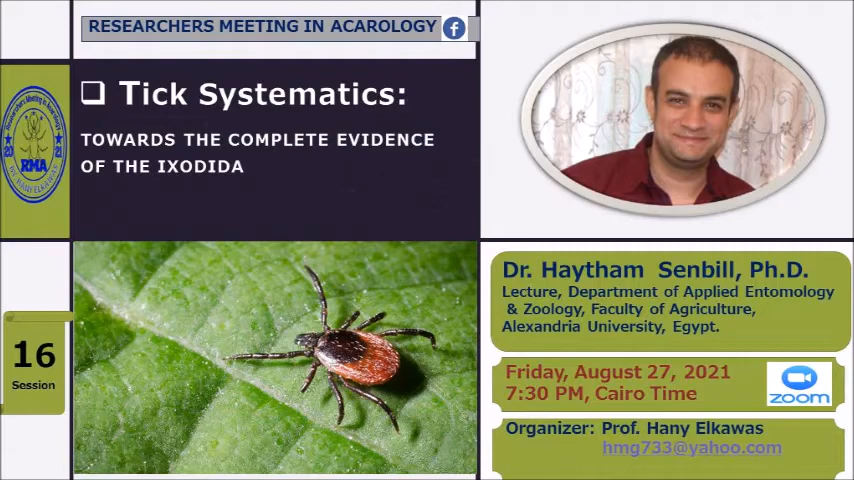 RESEARCHERS MEETING IN ACAROLOGY
f
❑ Tick Systematics:
TOWARDS THE COMPLETE EVIDENCE
OF THE IXODIDA
RMA
16
Session
Dr. Haytham Senbill, Ph.D.
Lecture, Department of Applied Entomology
& Zoology, Faculty of Agriculture,
Alexandria University, Egypt.
Friday, August 27, 2021
7:30 PM, Cairo Time
zoom
Organizer: Prof. Hany Elkawas
hmg733@yahoo.com